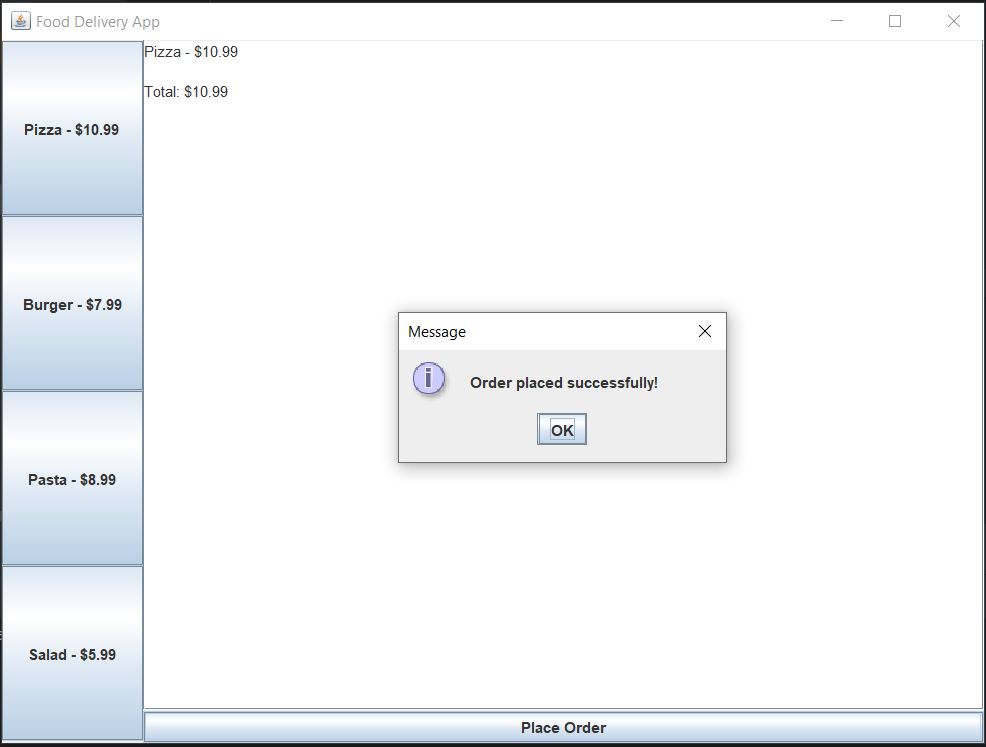 Food Delivery App
Pizza - $10.99
Burger - $7.99
Pasta - $8.99
Salad - $5.99
Pizza - $10.99
Total: $10.99
Message
i
Order placed successfully!
OK
Place Order